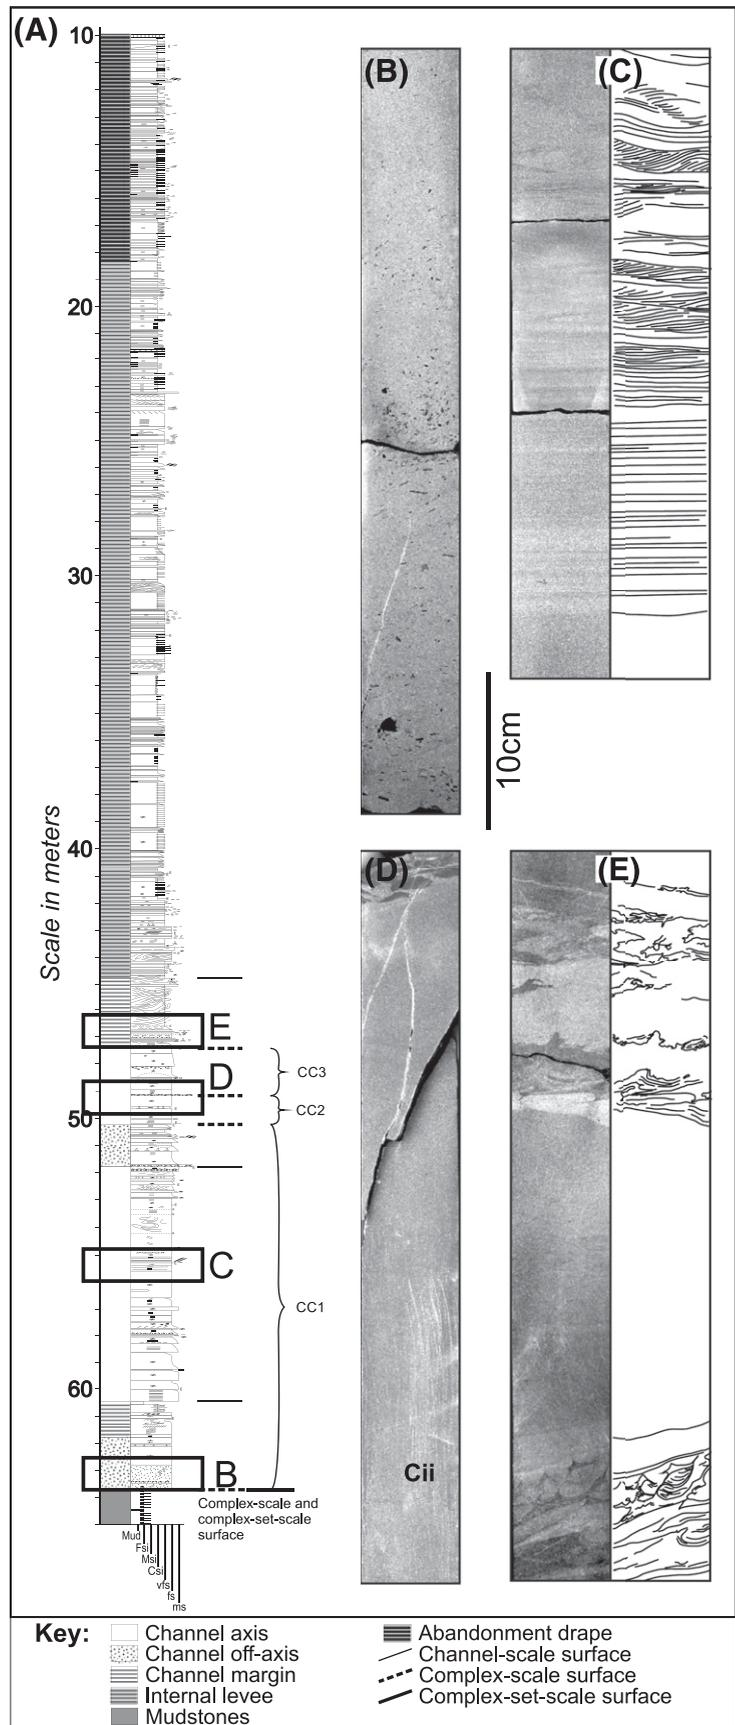 (A)
10
20
30
40
50
60
Scale in meters
E
D
C
B
CC3
CC2
CC1
Complex-scale and
complex-set-scale
surface
Mud
Fsi
Msi
Csi
vfs
fs
ms
(B)
(C)
10cm
(D)
Cii
(E)
Key:
Channel axis
Channel off-axis
Channel margin
Internal levee
Mudstones
Abandonment drape
Channel-scale surface
Complex-scale surface
Complex-set-scale surface